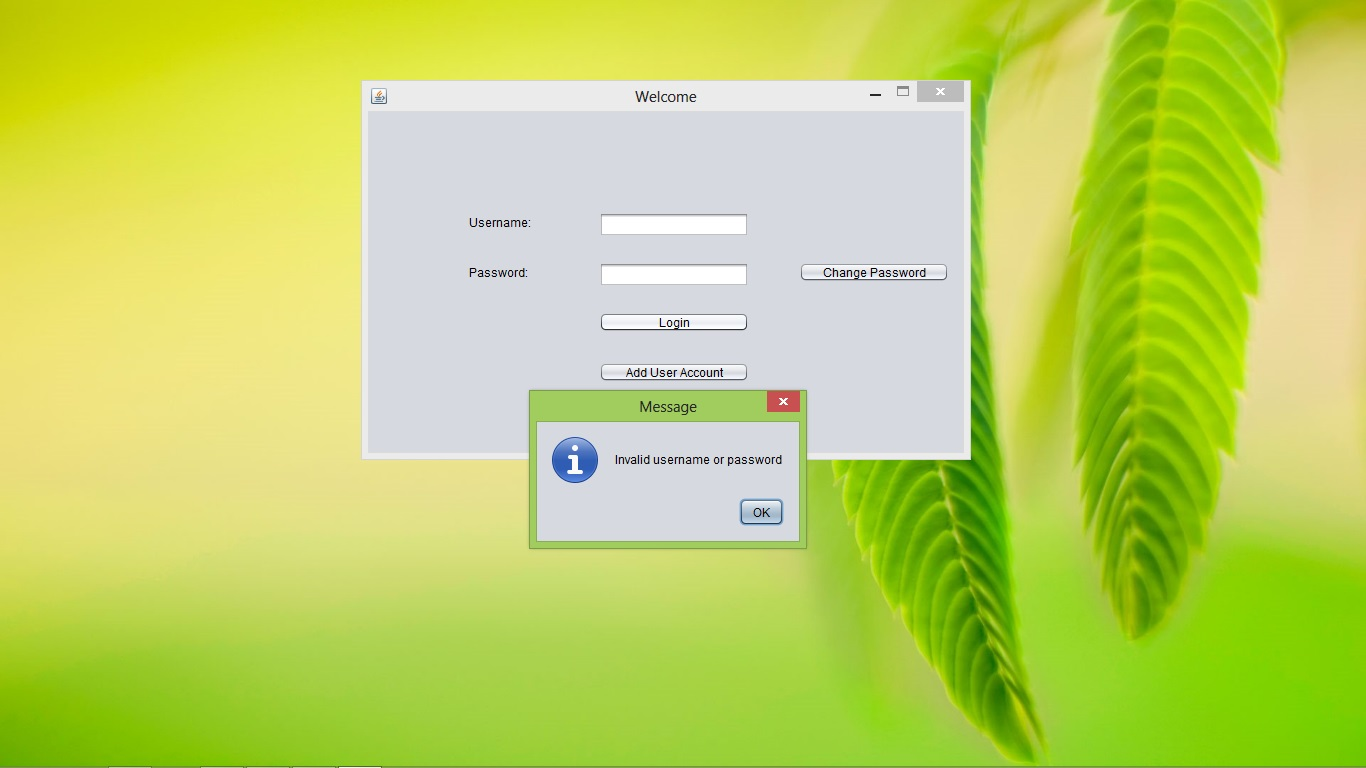 Welcome
Username:
Password:
Change Password
Login
Add User Account
Message
Invalid username or password
OK